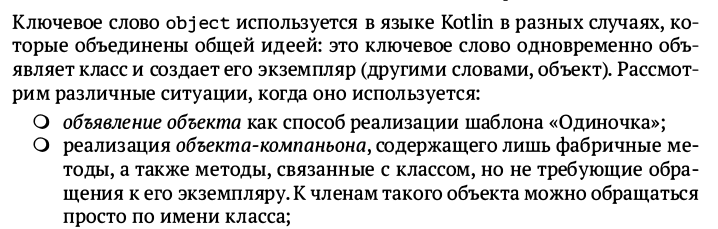 Ключевое слово object используется в языке Kotlin в разных случаях, ко-
торые объединены общей идеей: это ключевое слово одновременно объ-
являет класс и создает его экземпляр (другими словами, объект). Рассмот-
рим различные ситуации, когда оно используется:
❍ объявление объекта как способ реализации шаблона «Одиночка»;
❍ реализация объекта-компаньона, содержащего лишь фабричные ме-
тоды, а также методы, связанные с классом, но не требующие обра-
щения к его экземпляру. К членам такого объекта можно обращаться
просто по имени класса;